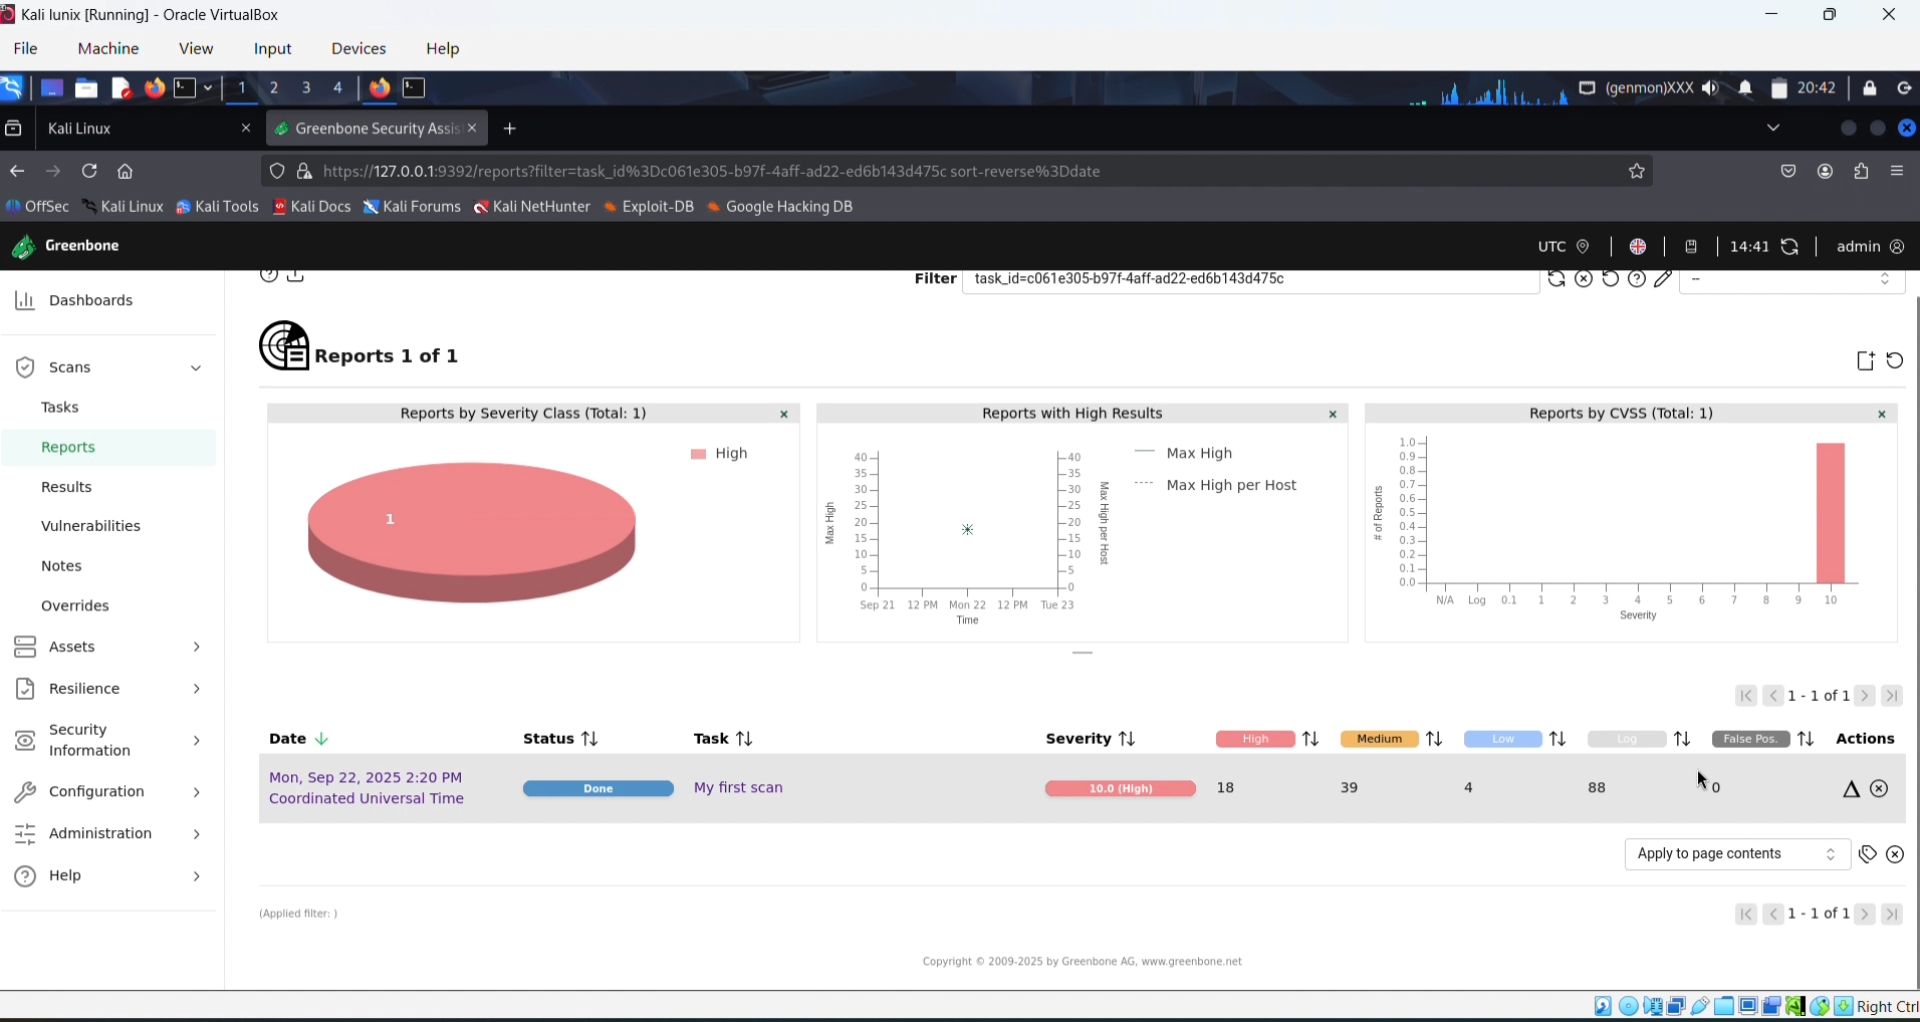 Kali lunix [Running] - Oracle VirtualBox
File Machine View Input Devices Help
1 2 3 4 (genmon)XXX 20:42
Kali Linux Greenbone Security Assis
https://127.0.0.1:9392/reports?filter=task_id%3Dc061e305-b97f-4aff-ad22-ed6b143d475c sort-reverse%3Ddate
OffSec Kali Linux Kali Tools Kali Docs Kali Forums Kali NetHunter Exploit-DB Google Hacking DB
Greenbone UTC 14:41 admin
Filter task_id=c061e305-b97f-4aff-ad22-ed6b143d475c --
Dashboards
Scans
Tasks
Reports
Results
Vulnerabilities
Notes
Overrides
Assets
Resilience
Security
Information
Configuration
Administration
Help
Reports 1 of 1
Reports by Severity Class (Total: 1)
High
1
Reports with High Results
Max High
Max High per Host
40
35
30
25
20
15
10
5
0
Max High
40
35
30
25
20
15
10
5
0
Max High per Host
Sep 21 12 PM Mon 22 12 PM Tue 23
Time
Reports by CVSS (Total: 1)
1.0
0.9
0.8
0.7
0.6
0.5
0.4
0.3
0.2
0.1
0.0
# of Reports
N/A Log 0.1 1 2 3 4 5 6 7 8 9 10
Severity
1 - 1 of 1
Date Status Task Severity High Medium Low Log False Pos. Actions
Mon, Sep 22, 2025 2:20 PM
Coordinated Universal Time
Done My first scan 10.0 (High) 18 39 4 88 0
Apply to page contents
(Applied filter: )
1 - 1 of 1
Copyright © 2009-2025 by Greenbone AG, www.greenbone.net
Right Ctrl